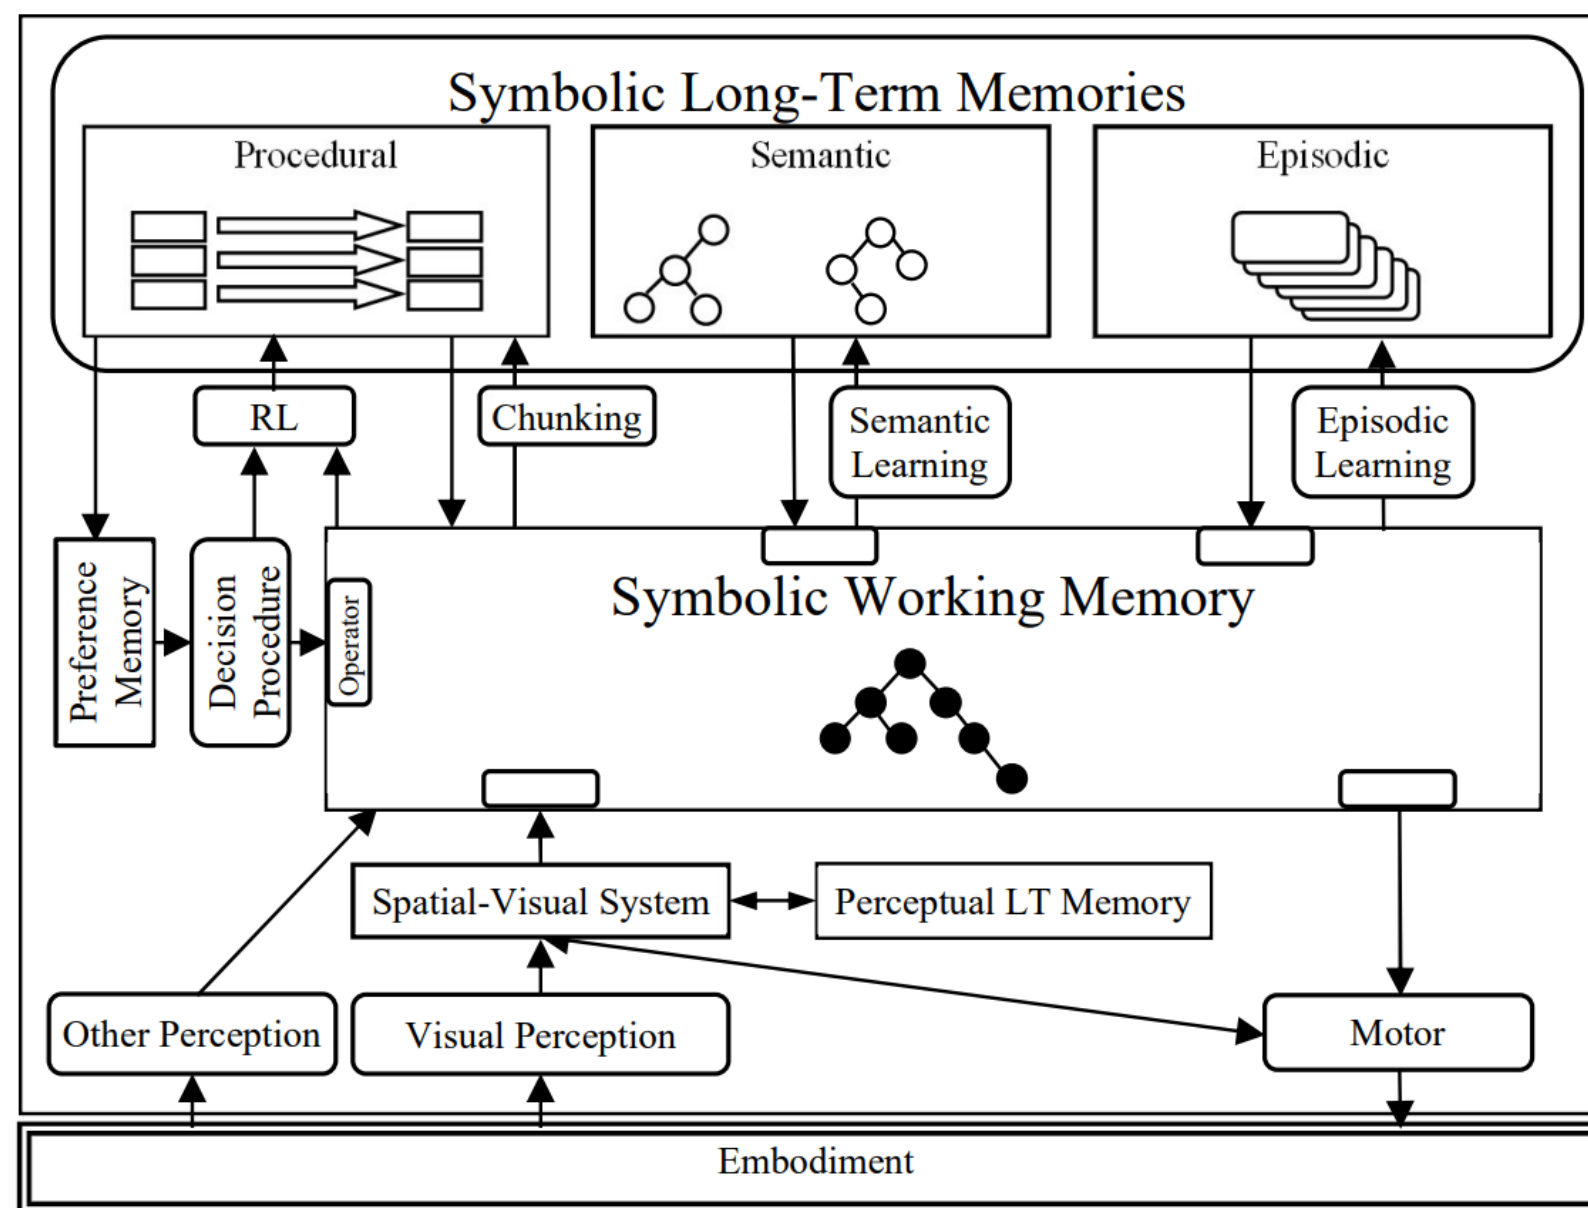 Symbolic Long-Term Memories
Procedural
Semantic
Episodic
RL
Chunking
Semantic
Learning
Episodic
Learning
Preference
Memory
Decision
Procedure
Operator
Symbolic Working Memory
Spatial-Visual System
Perceptual LT Memory
Other Perception
Visual Perception
Motor
Embodiment